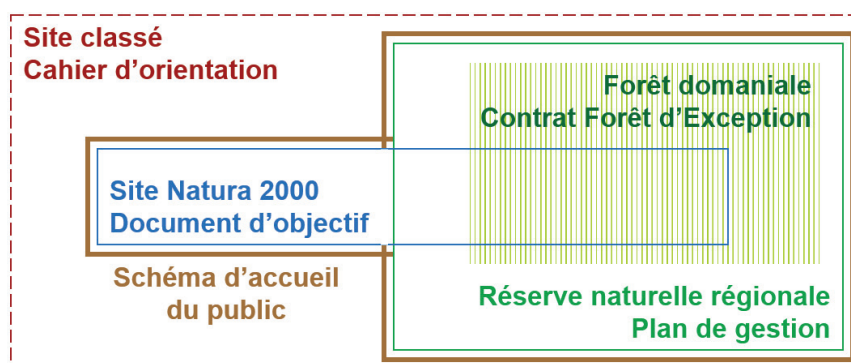 Site classé
Cahier d’orientation
Forêt domaniale
Contrat Forêt d’Exception
Site Natura 2000
Document d’objectif
Schéma d’accueil
du public
Réserve naturelle régionale
Plan de gestion